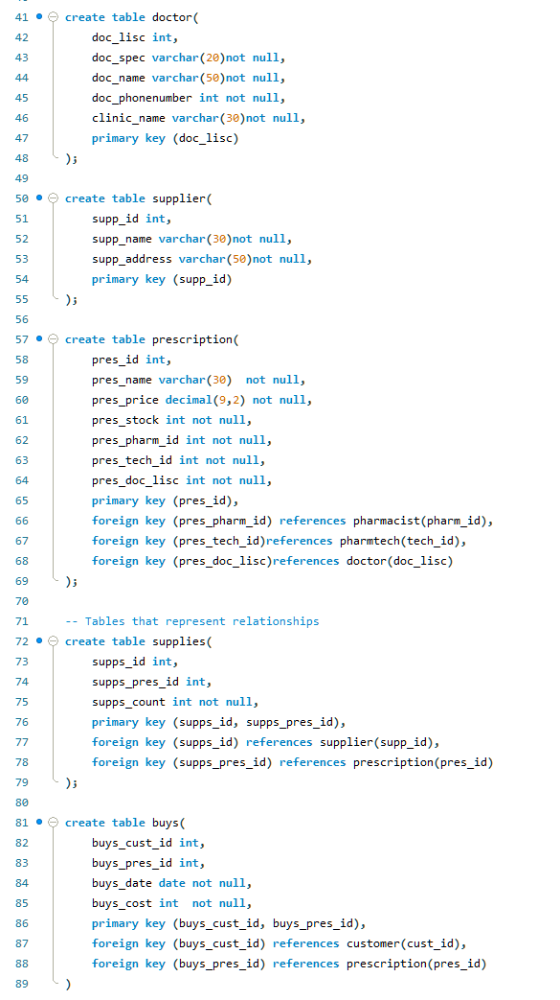 41 create table doctor(
42 doc_lisc int,
43 doc_spec varchar(20)not null,
44 doc_name varchar(50)not null,
45 doc_phonenumber int not null,
46 clinic_name varchar(30)not null,
47 primary key (doc_lisc)
48 );
49
50 create table supplier(
51 supp_id int,
52 supp_name varchar(30)not null,
53 supp_address varchar(50)not null,
54 primary key (supp_id)
55 );
56
57 create table prescription(
58 pres_id int,
59 pres_name varchar(30)  not null,
60 pres_price decimal(9,2) not null,
61 pres_stock int not null,
62 pres_pharm_id int not null,
63 pres_tech_id int not null,
64 pres_doc_lisc int not null,
65 primary key (pres_id),
66 foreign key (pres_pharm_id) references pharmacist(pharm_id),
67 foreign key (pres_tech_id)references pharmtech(tech_id),
68 foreign key (pres_doc_lisc)references doctor(doc_lisc)
69 );
70
71 -- Tables that represent relationships
72 create table supplies(
73 supps_id int,
74 supps_pres_id int,
75 supps_count int not null,
76 primary key (supps_id, supps_pres_id),
77 foreign key (supps_id) references supplier(supp_id),
78 foreign key (supps_pres_id) references prescription(pres_id)
79 );
80
81 create table buys(
82 buys_cust_id int,
83 buys_pres_id int,
84 buys_date date not null,
85 buys_cost int  not null,
86 primary key (buys_cust_id, buys_pres_id),
87 foreign key (buys_cust_id) references customer(cust_id),
88 foreign key (buys_pres_id) references prescription(pres_id)
89 )